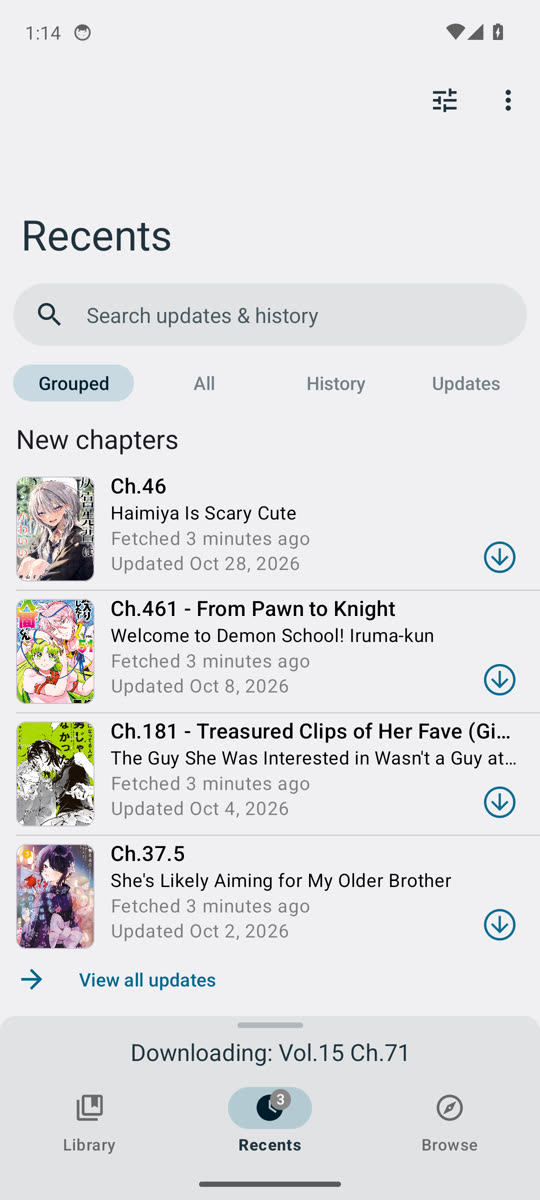 1:14
Recents
Search updates & history
Grouped
All
History
Updates
New chapters
Ch.46
Haimiya Is Scary Cute
Fetched 3 minutes ago
Updated Oct 28, 2026
Ch.461 - From Pawn to Knight
Welcome to Demon School! Iruma-kun
Fetched 3 minutes ago
Updated Oct 8, 2026
Ch.181 - Treasured Clips of Her Fave (Gi...
The Guy She Was Interested in Wasn't a Guy at...
Fetched 3 minutes ago
Updated Oct 4, 2026
Ch.37.5
She's Likely Aiming for My Older Brother
Fetched 3 minutes ago
Updated Oct 2, 2026
View all updates
Downloading: Vol.15 Ch.71
3
Library
Recents
Browse